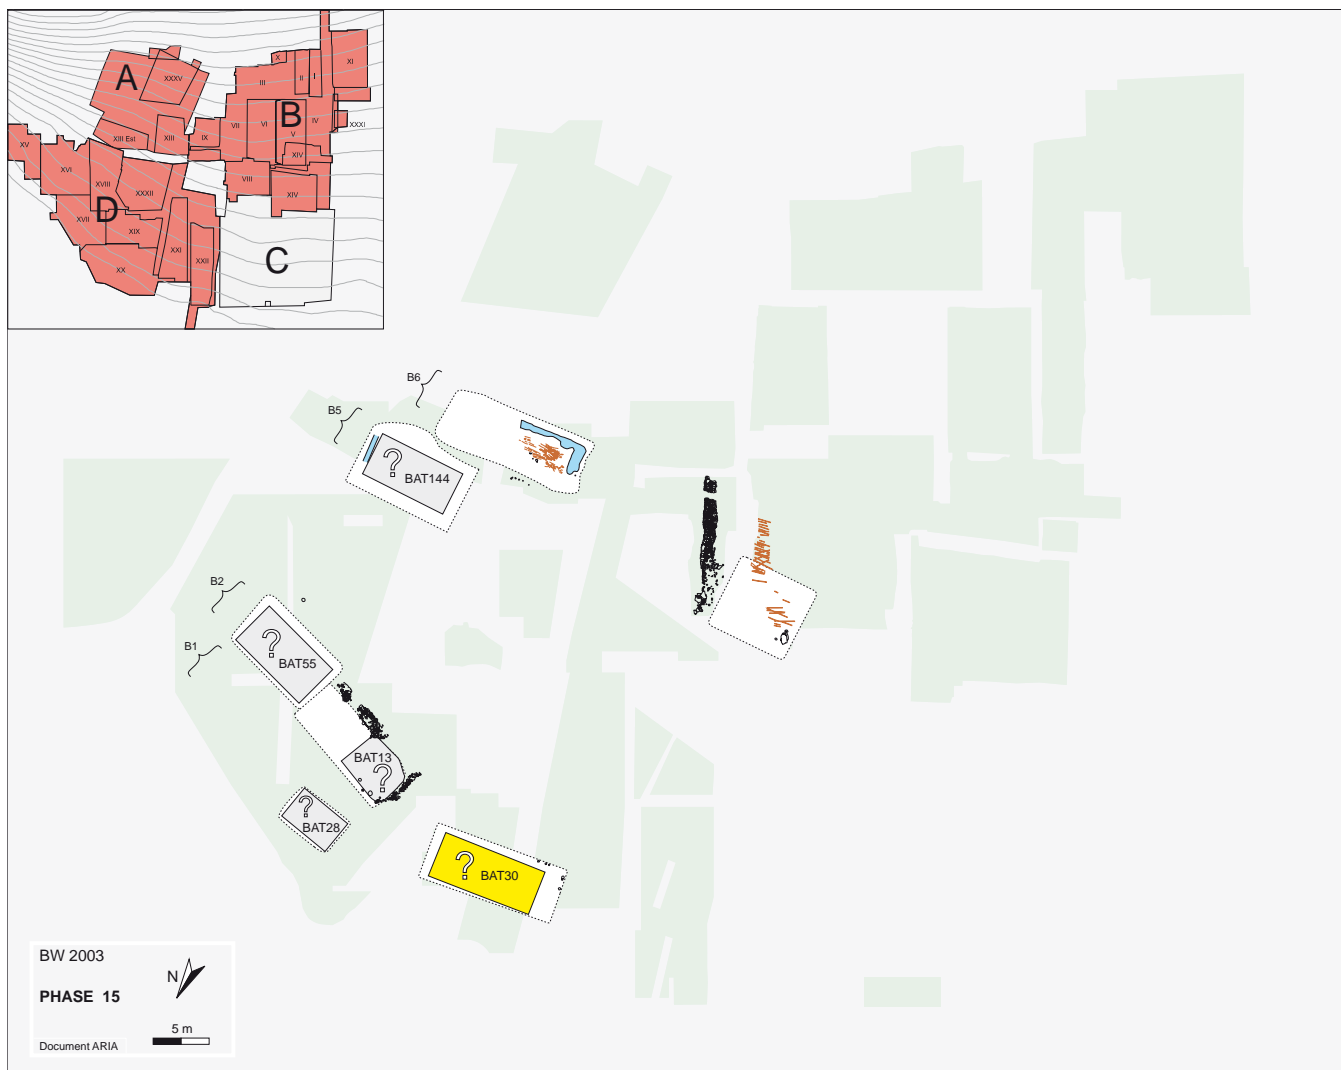 A
XXXV
XIII Est
XIII
IX
X
III
II
I
XI
B
VII
VI
V
IV
XXXI
XIV
VIII
XIV
XV
XVI
XVIII
XXXII
D
XVII
XIX
XX
XXI
XXII
C
B6
B5
BAT144
B2
B1
BAT55
BAT13
BAT28
BAT30
?
?
?
?
?
BW 2003
N
PHASE 15
5 m
Document ARIA